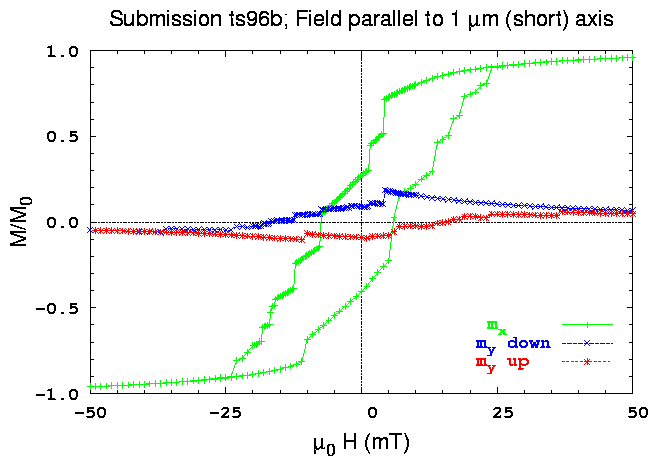 Submission ts96b; Field parallel to 1 μm (short) axis
M/M0
1.0
0.5
0.0
-0.5
-1.0
mx
my down
my up
-50
-25
0
25
50
μ0 H (mT)